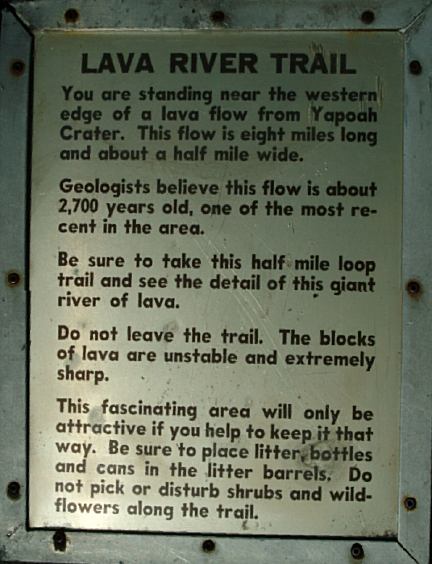 LAVA RIVER TRAIL
You are standing near the western
edge of a lava flow from Yapoah
Crater. This flow is eight miles long
and about a half mile wide.
Geologists believe this flow is about
2,700 years old, one of the most re-
cent in the area.
Be sure to take this half mile loop
trail and see the detail of this giant
river of lava.
Do not leave the trail. The blocks
of lava are unstable and extremely
sharp.
This fascinating area will only be
attractive if you help to keep it that
way. Be sure to place litter, bottles
and cans in the litter barrels. Do
not pick or disturb shrubs and wild-
flowers along the trail.